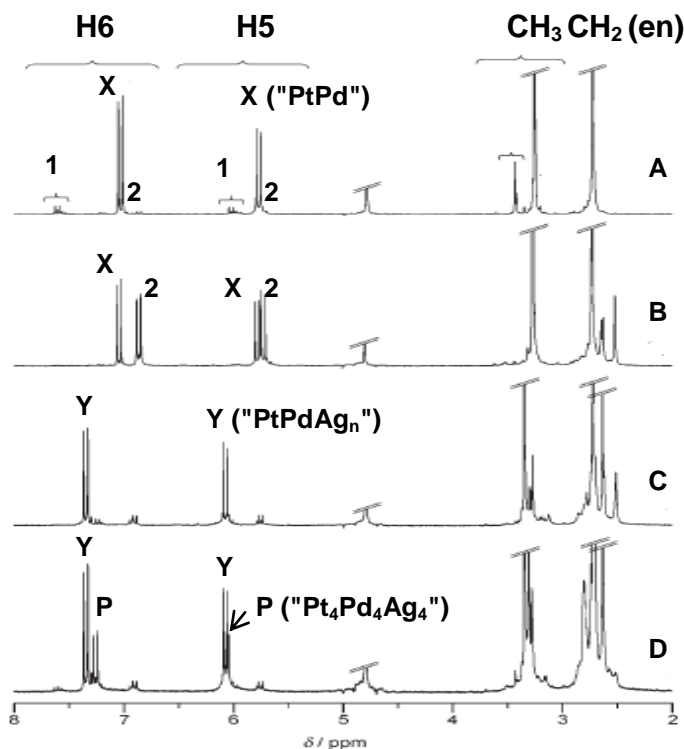 H6 H5 CH₃ CH₂ (en)
X X ("PtPd")
1 2 1 2 A
X 2 X 2 B
Y Y ("PtPdAgₙ") C
Y P Y P ("Pt₄Pd₄Ag₄") D
8 7 6 5 4 3 2
δ / ppm